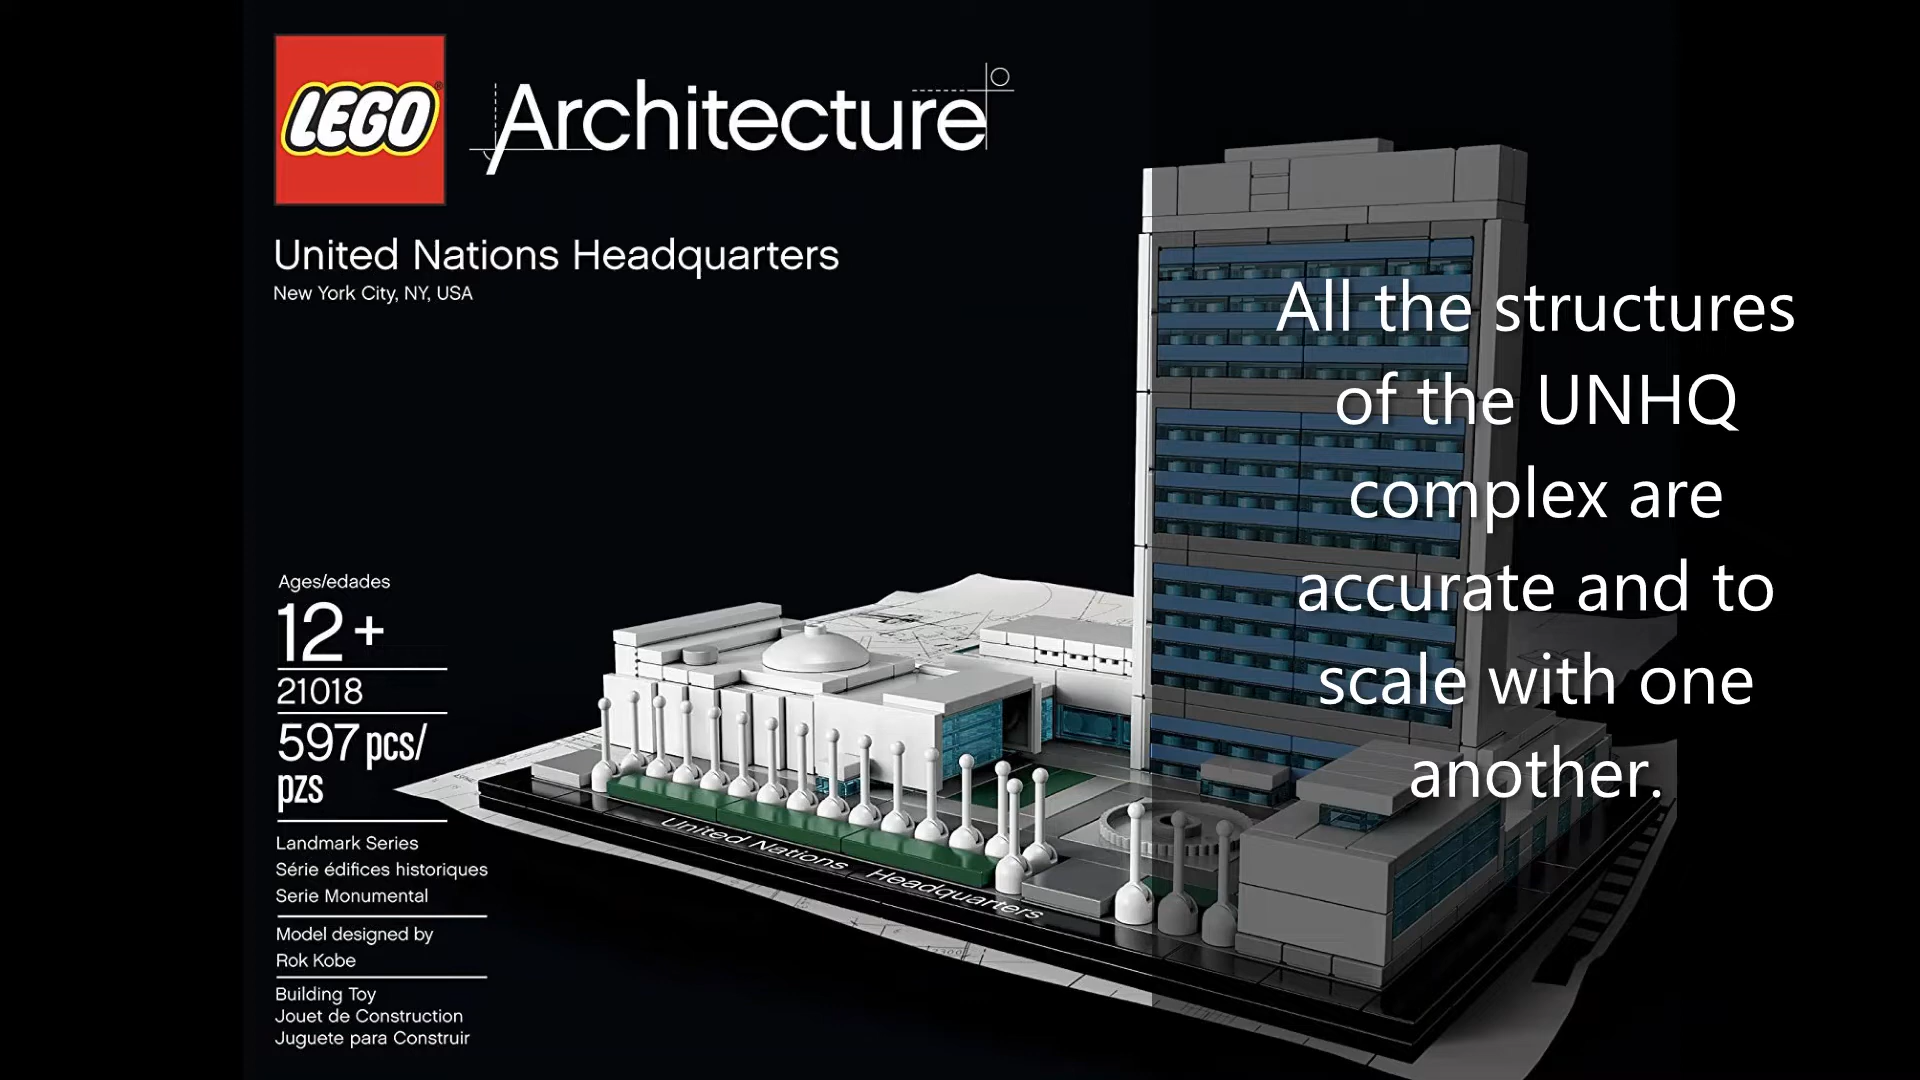 LEGO®
Architecture
United Nations Headquarters
New York City, NY, USA
Ages/edades
12+
21018
597 pcs/
pzs
Landmark Series
Série édifices historiques
Serie Monumental
Model designed by
Rok Kobe
Building Toy
Jouet de Construction
Juguete para Construir
United Nations Headquarters
All the structures
of the UNHQ
complex are
accurate and to
scale with one
another.